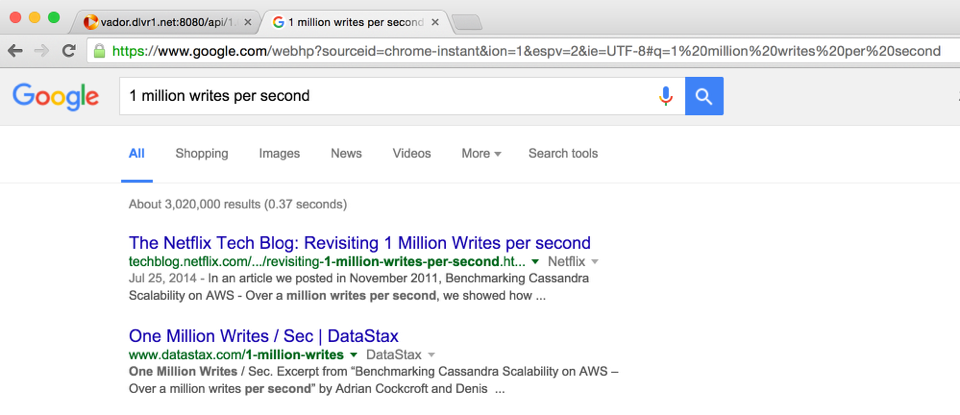 vador.dlvr1.net:8080/api/1
1 million writes per second
https://www.google.com/webhp?sourceid=chrome-instant&ion=1&espv=2&ie=UTF-8#q=1%20million%20writes%20per%20second
Google
1 million writes per second
All Shopping Images News Videos More Search tools
About 3,020,000 results (0.37 seconds)
The Netflix Tech Blog: Revisiting 1 Million Writes per second
techblog.netflix.com/.../revisiting-1-million-writes-per-second.ht... Netflix
Jul 25, 2014 - In an article we posted in November 2011, Benchmarking Cassandra
Scalability on AWS - Over a million writes per second, we showed how ...
One Million Writes / Sec | DataStax
www.datastax.com/1-million-writes DataStax
One Million Writes / Sec. Excerpt from “Benchmarking Cassandra Scalability on AWS –
Over a million writes per second” by Adrian Cockcroft and Denis ...